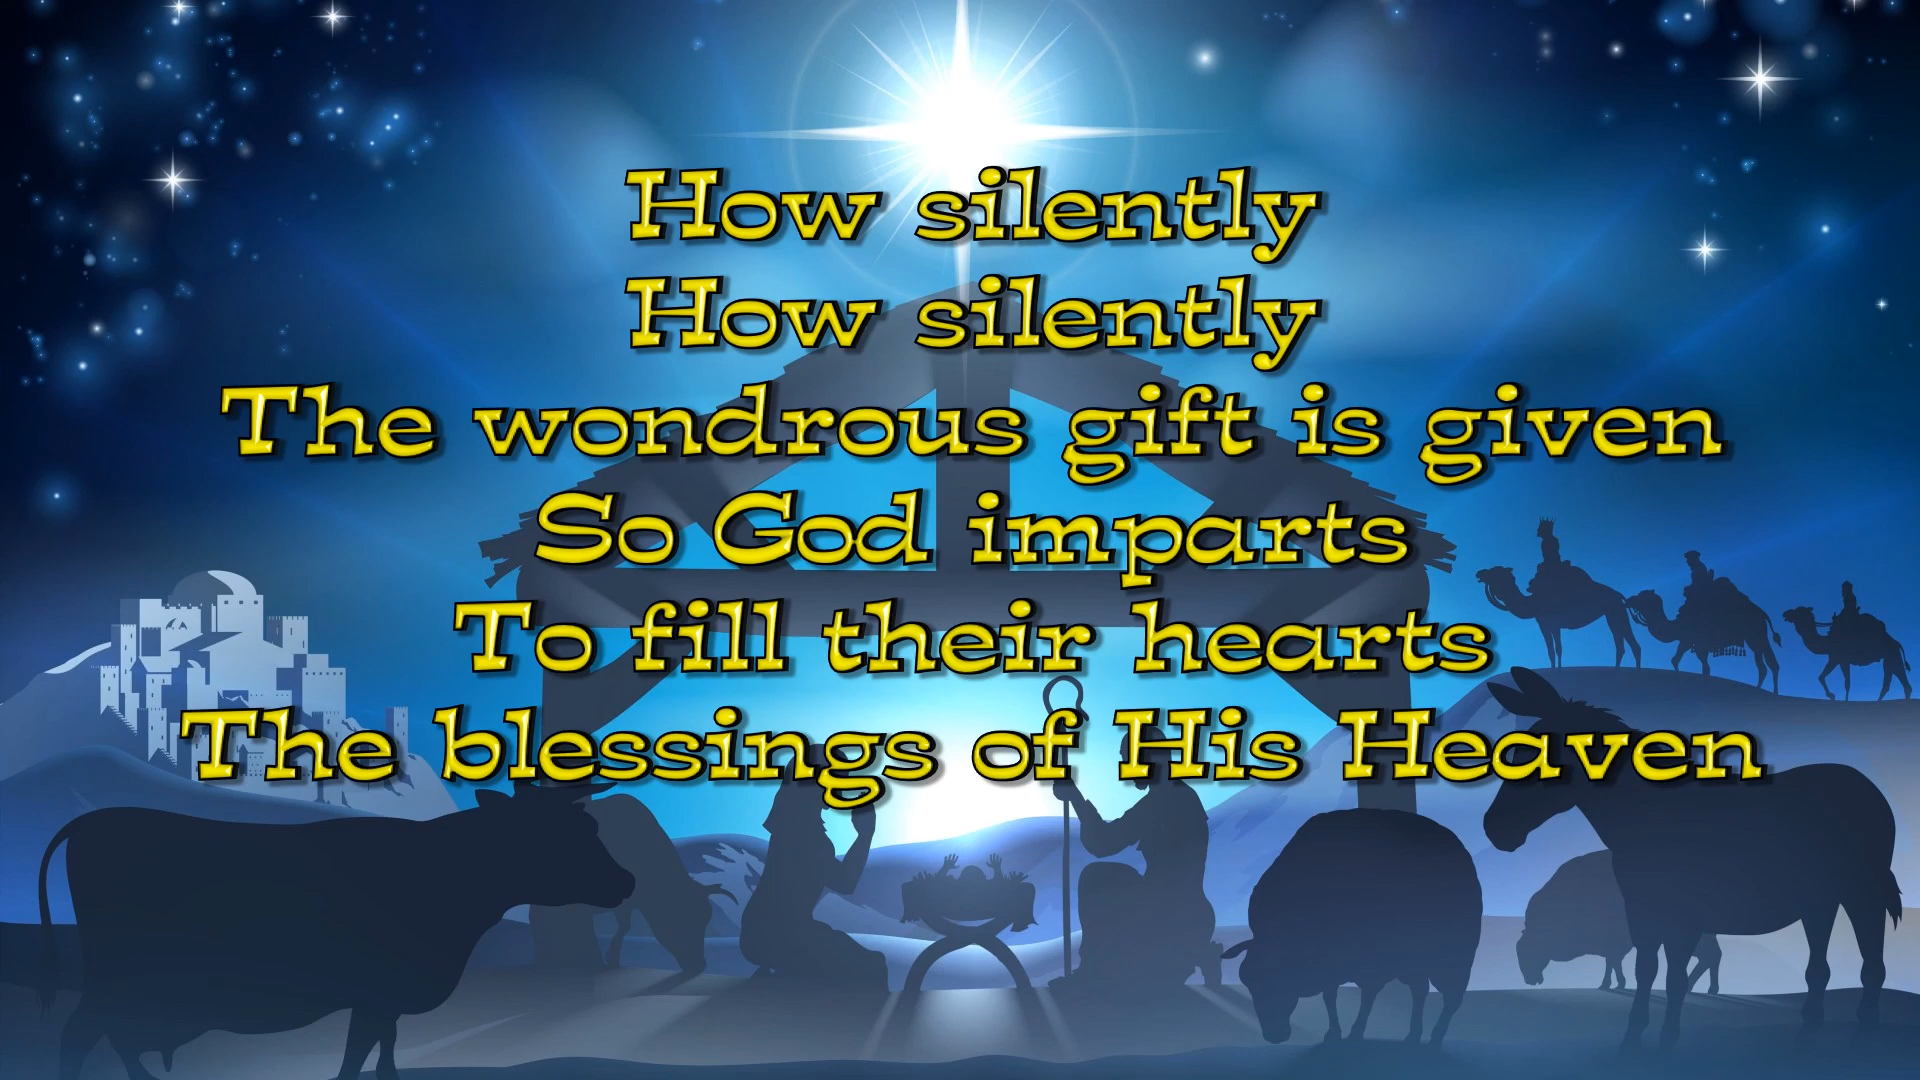 How silently
How silently
The wondrous gift is given
So God imparts
To fill their hearts
The blessings of His Heaven